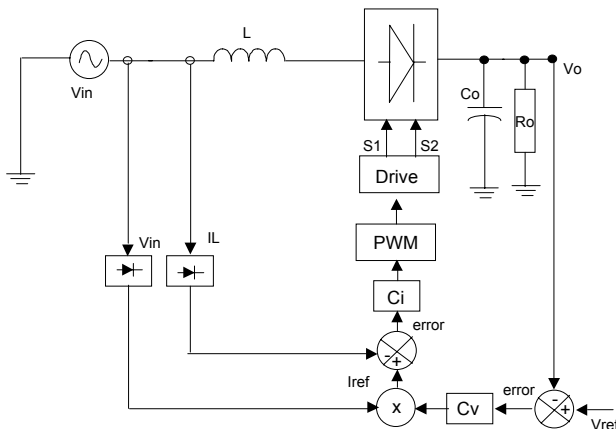 L
Vin
Vo
Co
Ro
S1 S2
Drive
Vin
IL
PWM
Ci
error
- +
Iref
x
Cv
error
-
+
Vref